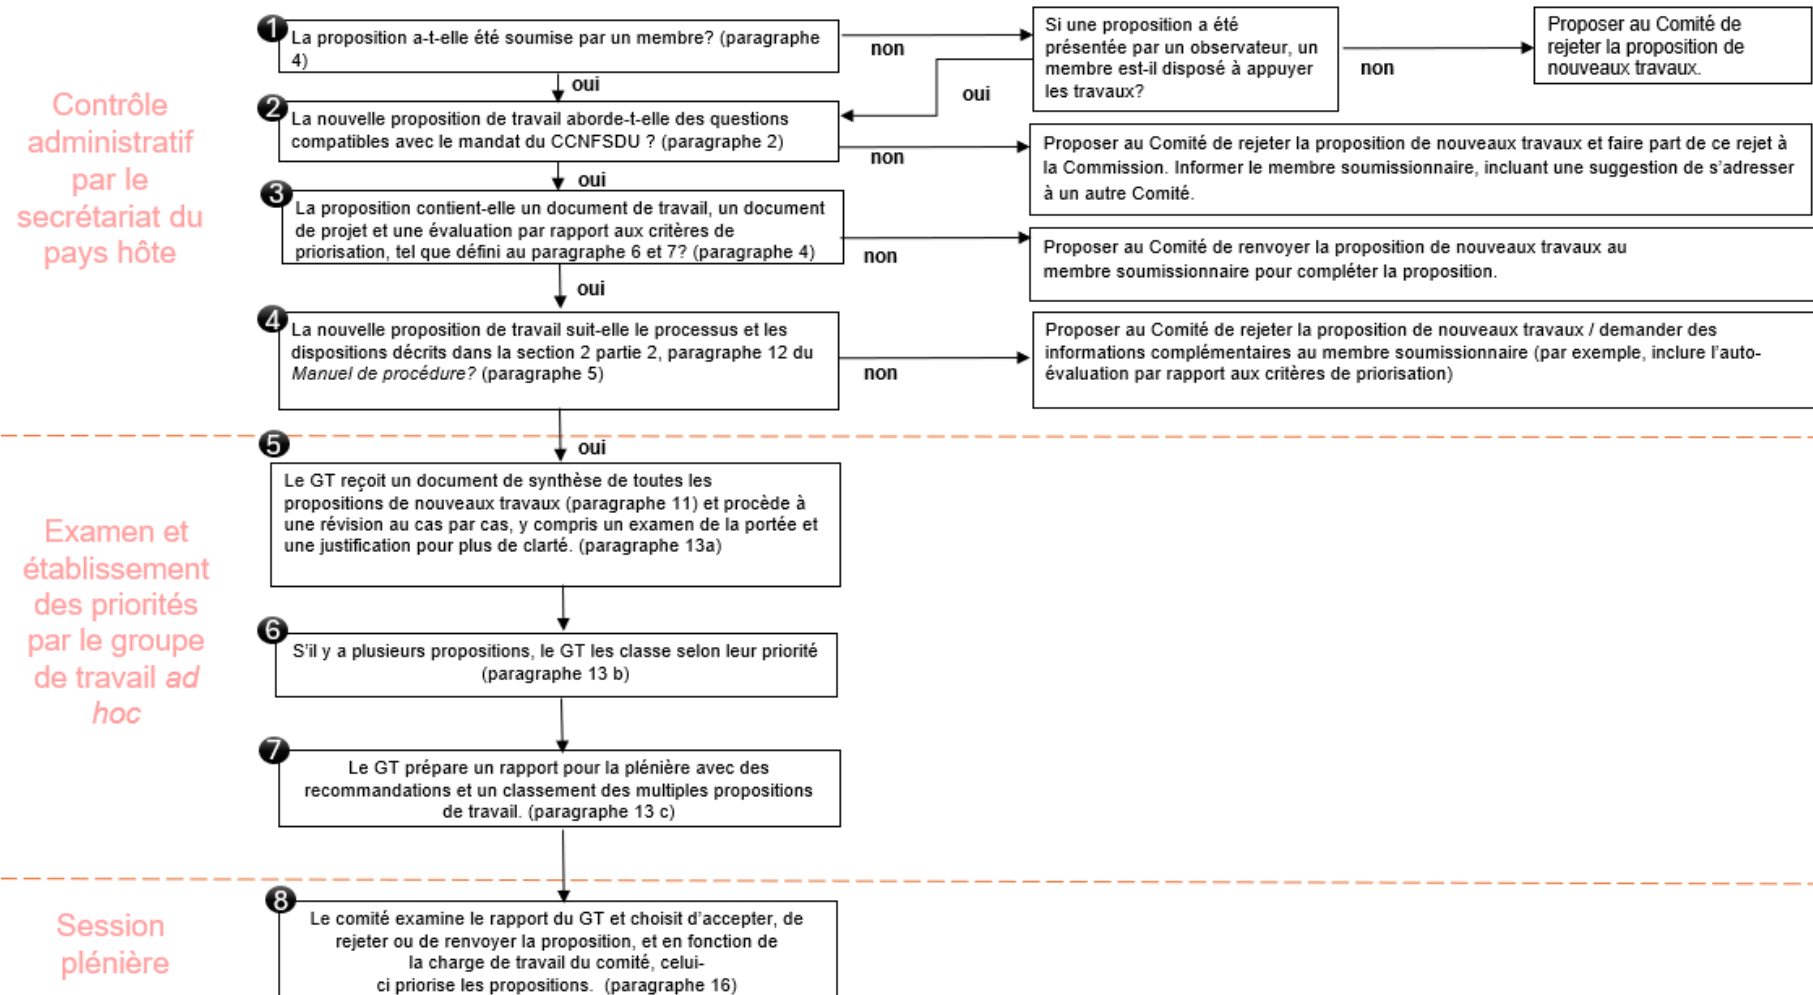 Contrôle
administratif
par le
secrétariat du
pays hôte
1
La proposition a-t-elle été soumise par un membre? (paragraphe
4)
non
Si une proposition a été
présentée par un observateur, un
membre est-il disposé à appuyer
les travaux?
non
Proposer au Comité de
rejeter la proposition de
nouveaux travaux.
oui
oui
2
La nouvelle proposition de travail aborde-t-elle des questions
compatibles avec le mandat du CCNFSDU ? (paragraphe 2)
non
Proposer au Comité de rejeter la proposition de nouveaux travaux et faire part de ce rejet à
la Commission. Informer le membre soumissionnaire, incluant une suggestion de s’adresser
à un autre Comité.
oui
3
La proposition contient-elle un document de travail, un document
de projet et une évaluation par rapport aux critères de
priorisation, tel que défini au paragraphe 6 et 7? (paragraphe 4)
non
Proposer au Comité de renvoyer la proposition de nouveaux travaux au
membre soumissionnaire pour compléter la proposition.
oui
4
La nouvelle proposition de travail suit-elle le processus et les
dispositions décrits dans la section 2 partie 2, paragraphe 12 du
Manuel de procédure? (paragraphe 5)
non
Proposer au Comité de rejeter la proposition de nouveaux travaux / demander des
informations complémentaires au membre soumissionnaire (par exemple, inclure l’auto-
évaluation par rapport aux critères de priorisation)
oui
Examen et
établissement
des priorités
par le groupe
de travail ad
hoc
5
Le GT reçoit un document de synthèse de toutes les
propositions de nouveaux travaux (paragraphe 11) et procède à
une révision au cas par cas, y compris un examen de la portée et
une justification pour plus de clarté. (paragraphe 13a)
6
S’il y a plusieurs propositions, le GT les classe selon leur priorité
(paragraphe 13 b)
7
Le GT prépare un rapport pour la plénière avec des
recommandations et un classement des multiples propositions
de travail. (paragraphe 13 c)
Session
plénière
8
Le comité examine le rapport du GT et choisit d’accepter, de
rejeter ou de renvoyer la proposition, et en fonction de
la charge de travail du comité, celui-
ci priorise les propositions. (paragraphe 16)